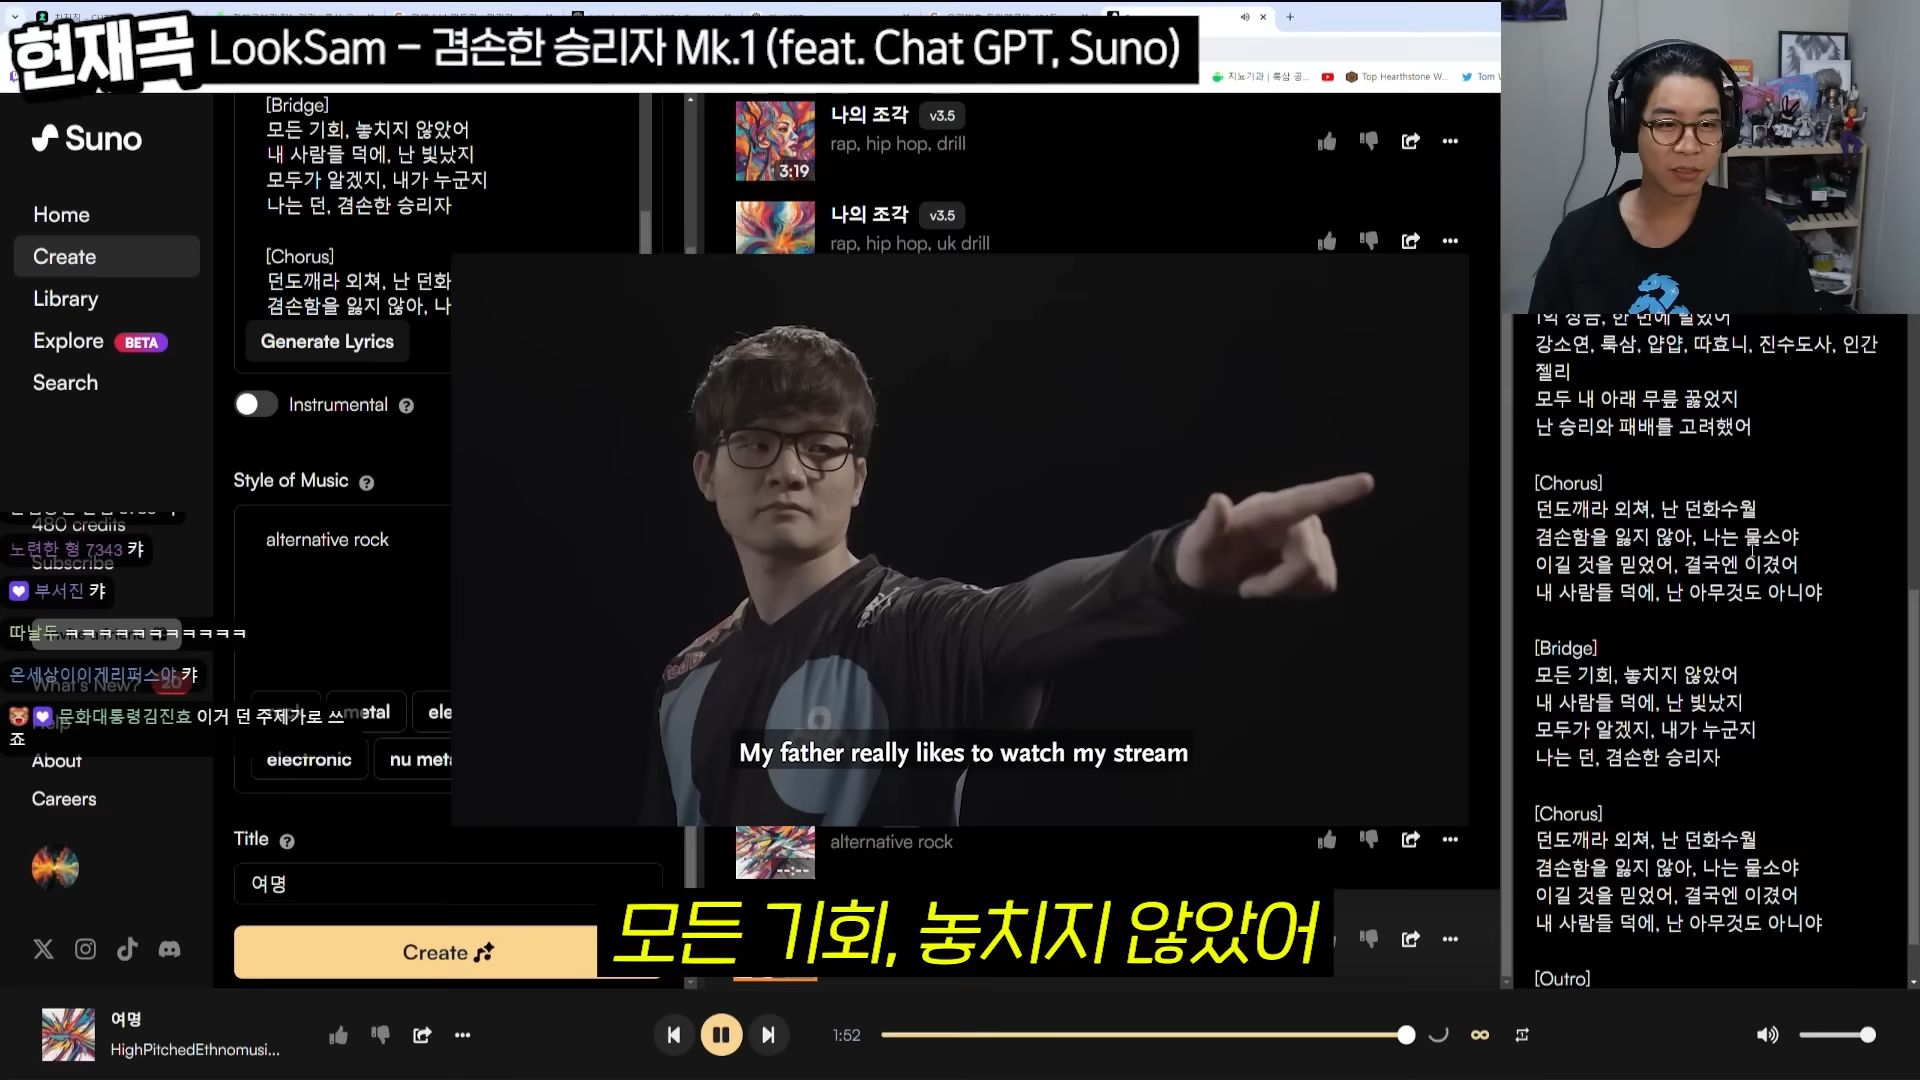 현재곡 LookSam – 겸손한 승리자 Mk.1 (feat. Chat GPT, Suno)
지뇨기과 | 룩삼 공...
Top Hearthstone W...
Suno
Home
Create
Library
Explore BETA
Search
480 credits
노련한 형 7343 캬
Subscribe
부서진 캬
따날두 ㅋㅋㅋㅋㅋㅋㅋㅋㅋㅋㅋ
온세상이이게리퍼스야 캬
What's New? 20
문화대통령김진효 이거 던 주제가로 쓰
죠
Help
About
Careers
[Bridge]
모든 기회, 놓치지 않았어
내 사람들 덕에, 난 빛났지
모두가 알겠지, 내가 누군지
나는 던, 겸손한 승리자
[Chorus]
던도깨라 외쳐, 난 던화
겸손함을 잃지 않아, 나
Generate Lyrics
Instrumental
Style of Music
alternative rock
metal
electronic
Title
여명
Create
나의 조각 v3.5
rap, hip hop, drill
3:19
나의 조각 v3.5
rap, hip hop, uk drill
My father really likes to watch my stream
alternative rock
--:--
모든 기회, 놓치지 않았어
강소연, 룩삼, 얍얍, 따효니, 진수도사, 인간
젤리
모두 내 아래 무릎 꿇었지
난 승리와 패배를 고려했어
[Chorus]
던도깨라 외쳐, 난 던화수월
겸손함을 잃지 않아, 나는 물소야
이길 것을 믿었어, 결국엔 이겼어
내 사람들 덕에, 난 아무것도 아니야
[Bridge]
모든 기회, 놓치지 않았어
내 사람들 덕에, 난 빛났지
모두가 알겠지, 내가 누군지
나는 던, 겸손한 승리자
[Chorus]
던도깨라 외쳐, 난 던화수월
겸손함을 잃지 않아, 나는 물소야
이길 것을 믿었어, 결국엔 이겼어
내 사람들 덕에, 난 아무것도 아니야
[Outro]
여명
HighPitchedEthnomusi...
1:52